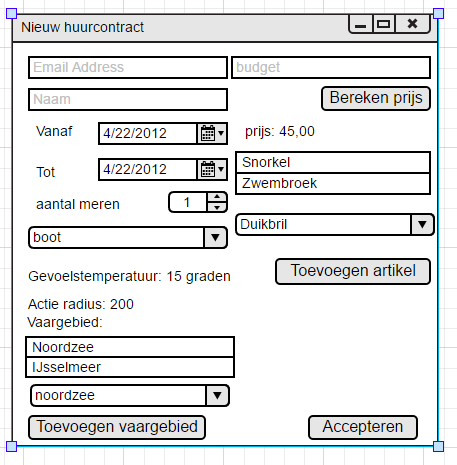 Nieuw huurcontract
Email Address
budget
Naam
Bereken prijs
Vanaf
4/22/2012
prijs: 45,00
Tot
4/22/2012
Snorkel
Zwembroek
aantal meren
1
Duikbril
boot
Gevoelstemperatuur: 15 graden
Toevoegen artikel
Actie radius: 200
Vaargebied:
Noordzee
IJsselmeer
noordzee
Toevoegen vaargebied
Accepteren